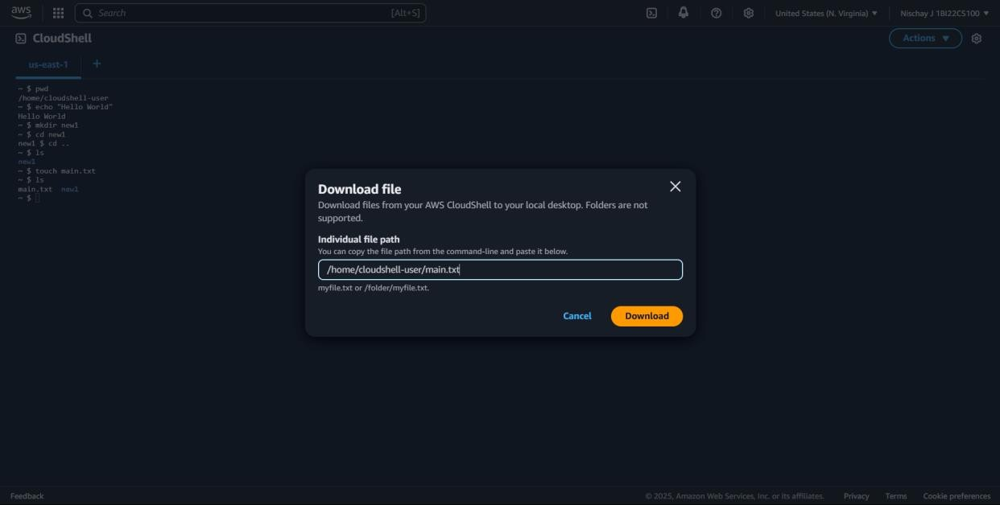 aws
Search
[Alt+S]
United States (N. Virginia)
Nischay J 1BI22CS100
CloudShell
Actions
us-east-1
+
~ $ pwd
/home/cloudshell-user
~ $ echo "Hello World"
Hello World
~ $ mkdir new1
~ $ cd new1
new1 $ cd ..
~ $ ls
new1
~ $ touch main.txt
~ $ ls
main.txt  new1
~ $
Download file
Download files from your AWS CloudShell to your local desktop. Folders are not
supported.
Individual file path
You can copy the file path from the command-line and paste it below.
/home/cloudshell-user/main.txt
myfile.txt or /folder/myfile.txt.
Cancel
Download
Feedback
© 2025, Amazon Web Services, Inc. or its affiliates.
Privacy
Terms
Cookie preferences